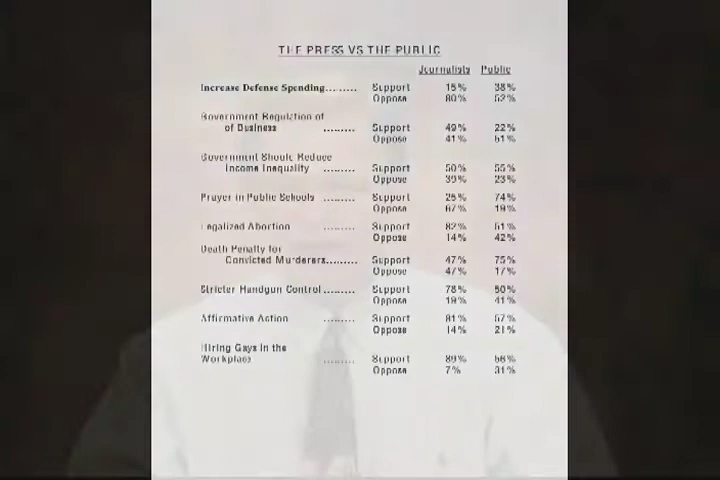 THE PRESS VS THE PUBLIC
Journalists Public
Increase Defense Spending......... Support 15% 38%
Oppose 80% 52%
Government Regulation of
of Business ......... Support 49% 22%
Oppose 41% 51%
Government Should Reduce
Income Inequality ......... Support 50% 55%
Oppose 39% 23%
Prayer in Public Schools ......... Support 25% 74%
Oppose 67% 19%
Legalized Abortion ......... Support 82% 51%
Oppose 14% 42%
Death Penalty for
Convicted Murderers......... Support 47% 75%
Oppose 47% 17%
Stricter Handgun Control ......... Support 78% 50%
Oppose 19% 41%
Affirmative Action ......... Support 81% 57%
Oppose 14% 21%
Hiring Gays in the
Workplace ......... Support 89% 56%
Oppose 7% 31%